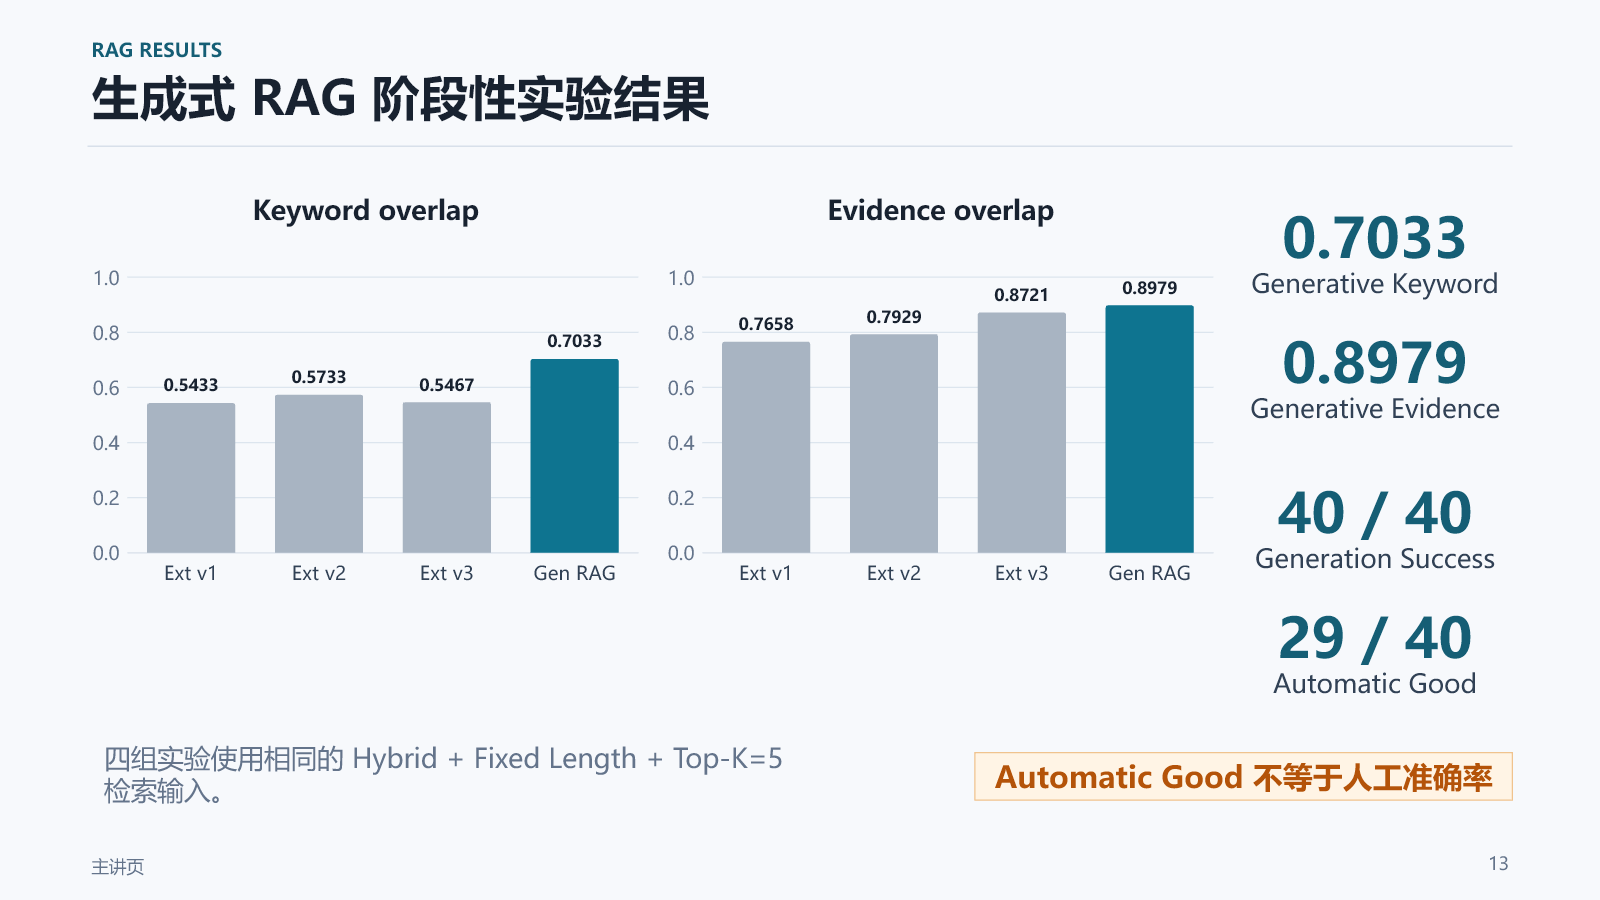 RAG RESULTS
生成式 RAG 阶段性实验结果
Keyword overlap
1.0
0.8
0.6
0.4
0.2
0.0
0.5433
0.5733
0.5467
0.7033
Ext v1
Ext v2
Ext v3
Gen RAG
Evidence overlap
1.0
0.8
0.6
0.4
0.2
0.0
0.7658
0.7929
0.8721
0.8979
Ext v1
Ext v2
Ext v3
Gen RAG
0.7033
Generative Keyword
0.8979
Generative Evidence
40 / 40
Generation Success
29 / 40
Automatic Good
四组实验使用相同的 Hybrid + Fixed Length + Top-K=5
检索输入。
Automatic Good 不等于人工准确率
主讲页
13